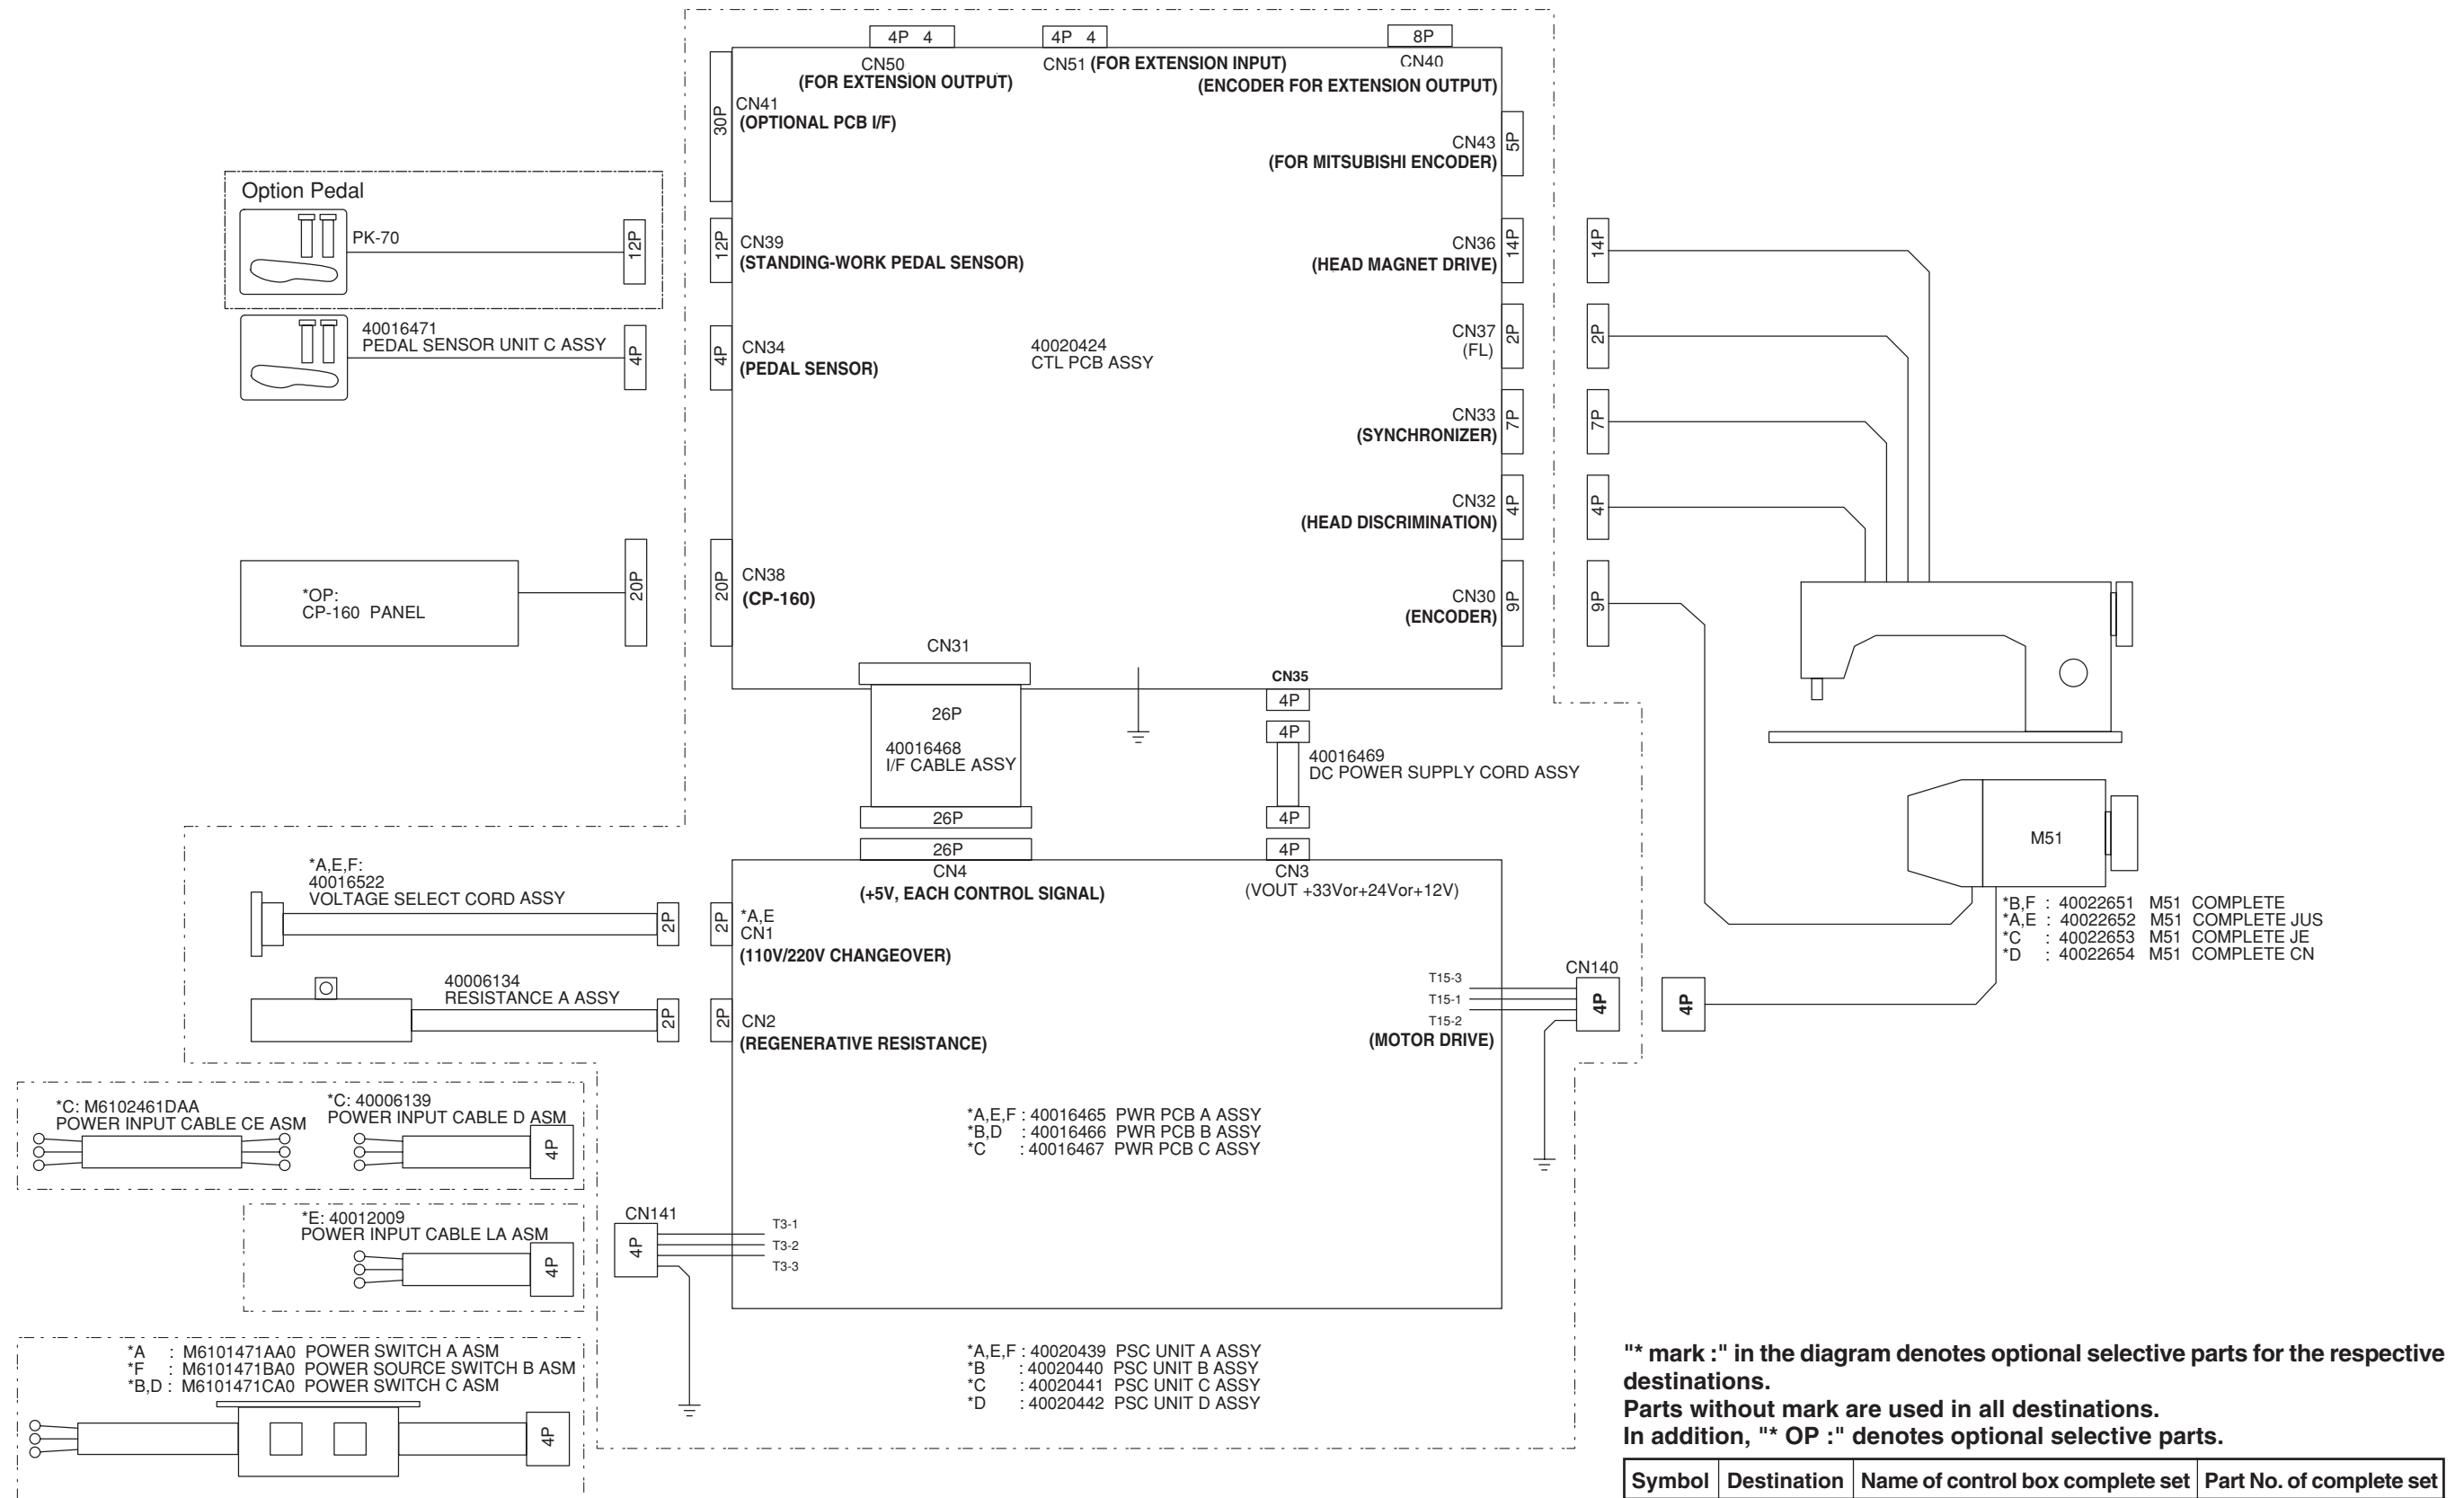 4P 4
4P 4
8P
CN50
(FOR EXTENSION OUTPUT)
CN51 (FOR EXTENSION INPUT)
CN40
(ENCODER FOR EXTENSION OUTPUT)
30P
CN41
(OPTIONAL PCB I/F)
CN43
(FOR MITSUBISHI ENCODER)
5P
Option Pedal
PK-70
12P
12P
CN39
(STANDING-WORK PEDAL SENSOR)
CN36
(HEAD MAGNET DRIVE)
14P
14P
40016471
PEDAL SENSOR UNIT C ASSY
4P
4P
CN34
(PEDAL SENSOR)
40020424
CTL PCB ASSY
CN37
(FL)
2P
2P
CN33
(SYNCHRONIZER)
7P
7P
CN32
(HEAD DISCRIMINATION)
4P
4P
*OP:
CP-160 PANEL
20P
20P
CN38
(CP-160)
CN30
(ENCODER)
9P
9P
CN31
26P
40016468
I/F CABLE ASSY
26P
26P
CN4
(+5V, EACH CONTROL SIGNAL)
CN35
4P
4P
40016469
DC POWER SUPPLY CORD ASSY
4P
4P
CN3
(VOUT +33Vor+24Vor+12V)
M51
*B,F : 40022651 M51 COMPLETE
*A,E : 40022652 M51 COMPLETE JUS
*C : 40022653 M51 COMPLETE JE
*D : 40022654 M51 COMPLETE CN
*A,E,F:
40016522
VOLTAGE SELECT CORD ASSY
2P
2P
*A,E
CN1
(110V/220V CHANGEOVER)
40006134
RESISTANCE A ASSY
2P
2P
CN2
(REGENERATIVE RESISTANCE)
T15-3
T15-1
T15-2
(MOTOR DRIVE)
CN140
4P
4P
*C: M6102461DAA
POWER INPUT CABLE CE ASM
*C: 40006139
POWER INPUT CABLE D ASM
4P
*A,E,F : 40016465 PWR PCB A ASSY
*B,D : 40016466 PWR PCB B ASSY
*C : 40016467 PWR PCB C ASSY
*E: 40012009
POWER INPUT CABLE LA ASM
4P
CN141
4P
T3-1
T3-2
T3-3
*A : M6101471AA0 POWER SWITCH A ASM
*F : M6101471BA0 POWER SOURCE SWITCH B ASM
*B,D : M6101471CA0 POWER SWITCH C ASM
4P
*A,E,F : 40020439 PSC UNIT A ASSY
*B : 40020440 PSC UNIT B ASSY
*C : 40020441 PSC UNIT C ASSY
*D : 40020442 PSC UNIT D ASSY
"* mark :" in the diagram denotes optional selective parts for the respective
destinations.
Parts without mark are used in all destinations.
In addition, "* OP :" denotes optional selective parts.
Symbol Destination Name of control box complete set Part No. of complete set